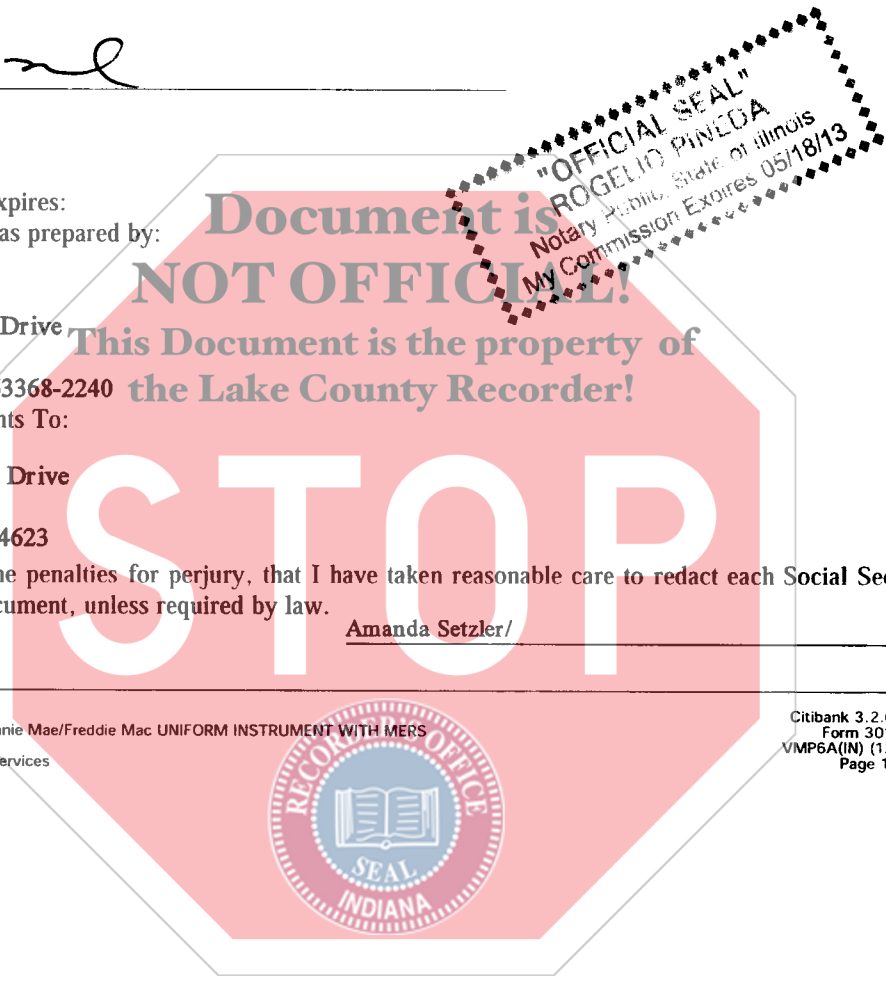 "OFFICIAL SEAL"
ROGELIO PINEDA
Notary Public, State of Illinois
My Commission Expires 05/18/13
xpires:
as prepared by:
Document is
NOT OFFICIAL!
Drive
This Document is the property of
3368-2240
the Lake County Recorder!
nts To:
Drive
4623
STOP
ne penalties for perjury, that I have taken reasonable care to redact each Social Sec
cument, unless required by law.
Amanda Setzler/
nie Mae/Freddie Mac UNIFORM INSTRUMENT WITH MERS
ervices
Citibank 3.2.
Form 30
VMP6A(IN) (1
Page 1
RECORDER'S OFFICE
SEAL
INDIANA